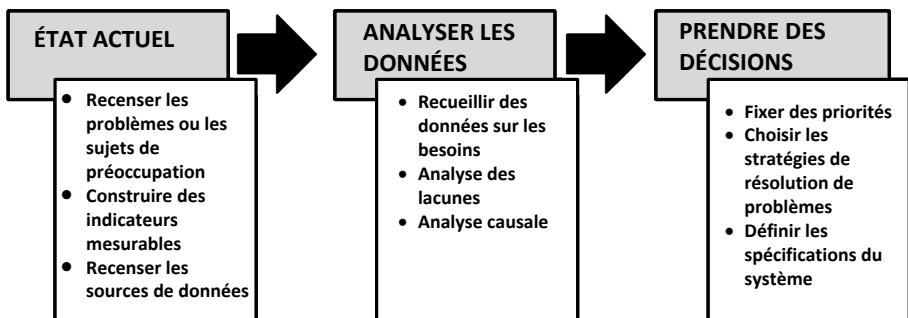 ÉTAT ACTUEL
• Recenser les
problèmes ou les
sujets de
préoccupation
• Construire des
indicateurs
mesurables
• Recenser les
sources de données
ANALYSER LES
DONNÉES
• Recueillir des
données sur les
besoins
• Analyse des
lacunes
• Analyse causale
PRENDRE DES
DÉCISIONS
• Fixer des priorités
• Choisir les
stratégies de
résolution de
problèmes
• Définir les
spécifications du
système